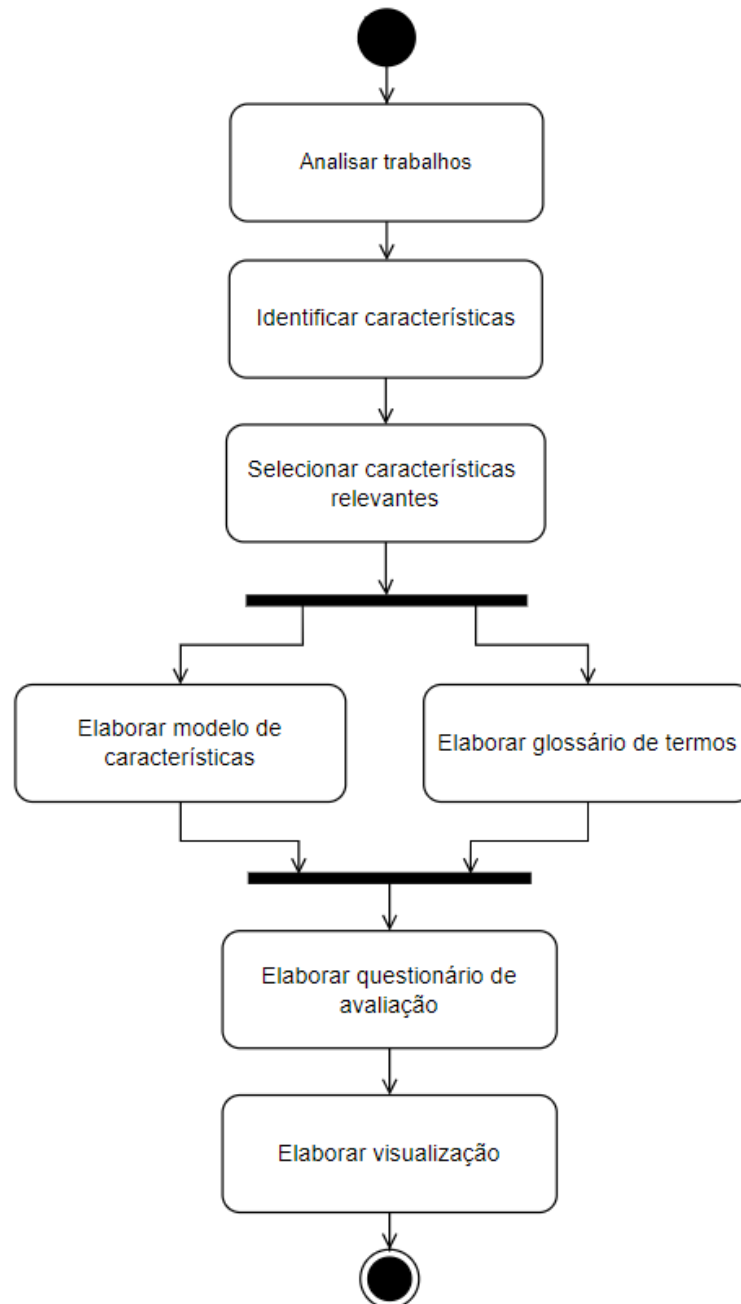 Analisar trabalhos
Identificar características
Selecionar características
relevantes
Elaborar modelo de
características
Elaborar glossário de termos
Elaborar questionário de
avaliação
Elaborar visualização